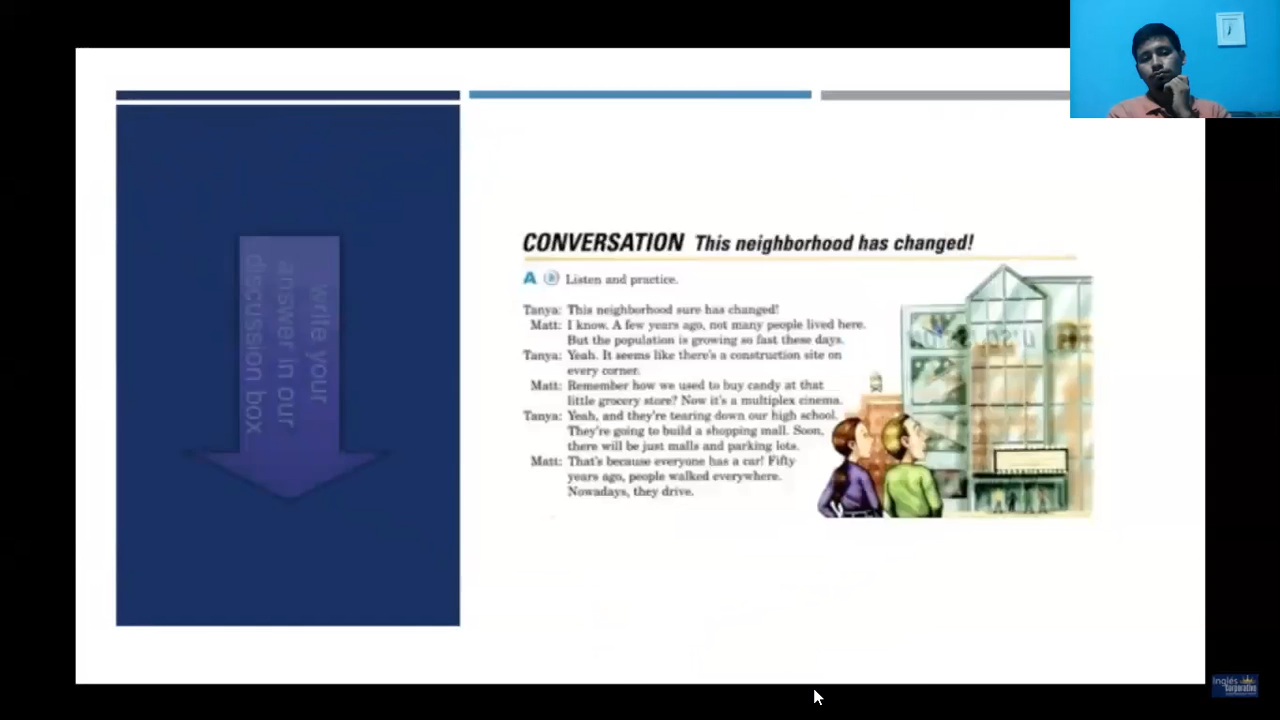 write your
answer in our
discussion box
CONVERSATION This neighborhood has changed!
A Listen and practice.
Tanya: This neighborhood sure has changed!
Matt: I know. A few years ago, not many people lived here.
But the population is growing so fast these days.
Tanya: Yeah. It seems like there's a construction site on
every corner.
Matt: Remember how we used to buy candy at that
little grocery store? Now it's a multiplex cinema.
Tanya: Yeah, and they're tearing down our high school.
They're going to build a shopping mall. Soon,
there will be just malls and parking lots.
Matt: That's because everyone has a car! Fifty
years ago, people walked everywhere.
Nowadays, they drive.
Inglés
Corporativo